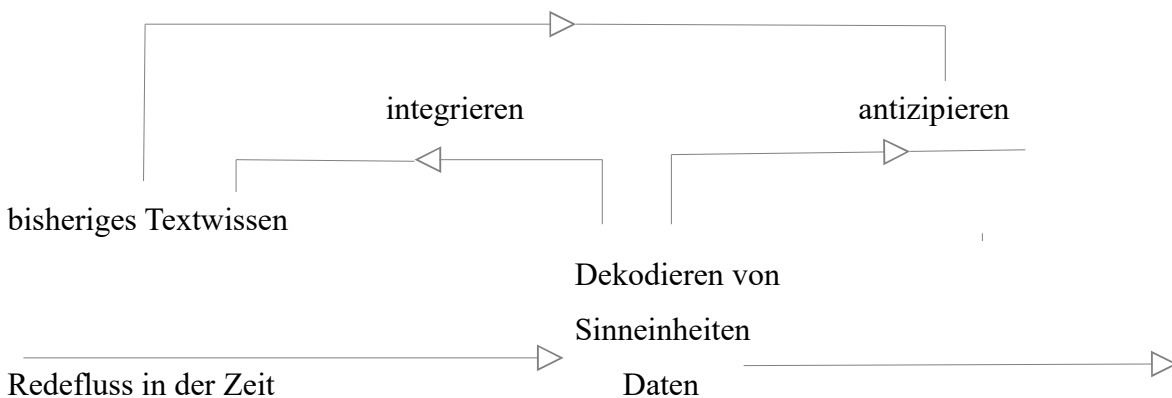 integrieren
antizipieren
bisheriges Textwissen
Dekodieren von
Sinneinheiten
Redefluss in der Zeit
Daten